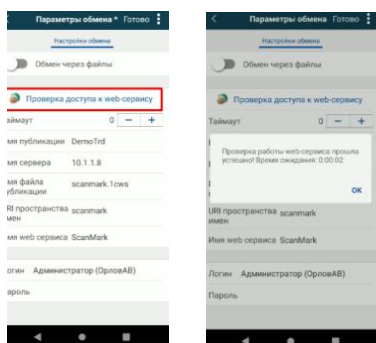 Параметры обмена * Готово
Настройки обмена
Обмен через файлы
Проверка доступа к web-сервису
аймаут 0 − +
мя публикации DemoTrd
мя сервера 10.1.1.8
мя файла убликации scanmark.1cws
RI пространства мен scanmark
мя web сервиса ScanMark
огин Администратор (ОрловАВ)
ароль
Параметры обмена Готово
Настройки обмена
Обмен через файлы
Проверка доступа к web-сервису
Таймаут 0 − +
Проверка работы web-сервиса прошла
успешно! Время ожидания: 0:00:02
ОК
URI пространства имен scanmark
Имя web сервиса ScanMark
Логин Администратор (ОрловАВ)
Пароль